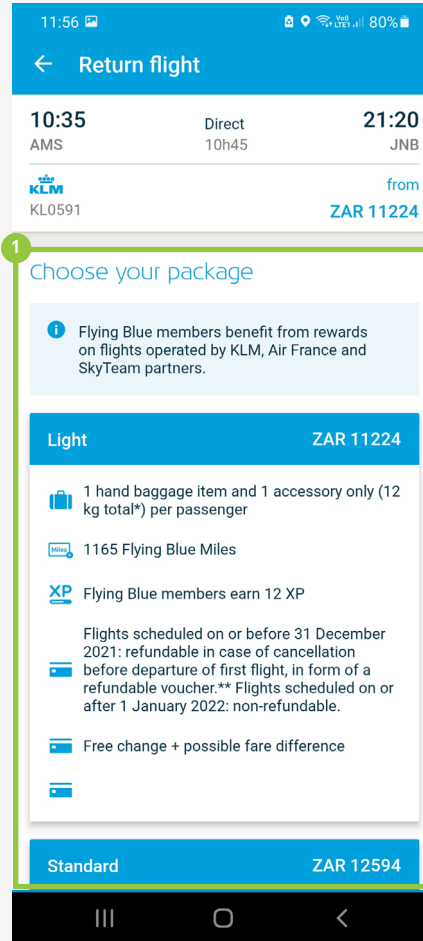 11:56 Vo)) LTE1 80%
Return flight
10:35 Direct 21:20
AMS 10h45 JNB
KLM from
KL0591 ZAR 11224
1
Choose your package
Flying Blue members benefit from rewards
on flights operated by KLM, Air France and
SkyTeam partners.
Light ZAR 11224
1 hand baggage item and 1 accessory only (12
kg total*) per passenger
Miles 1165 Flying Blue Miles
XP Flying Blue members earn 12 XP
Flights scheduled on or before 31 December
2021: refundable in case of cancellation
before departure of first flight, in form of a
refundable voucher.** Flights scheduled on or
after 1 January 2022: non-refundable.
Free change + possible fare difference
Standard ZAR 12594